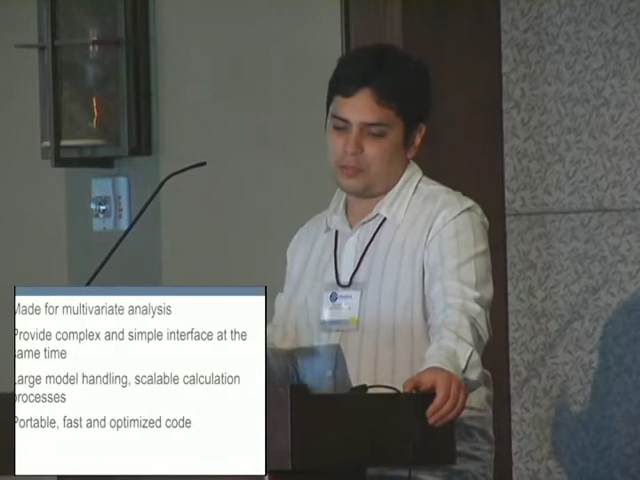 Made for multivariate analysis
Provide complex and simple interface at the
same time
Large model handling, scalable calculation
processes
Portable, fast and optimized code